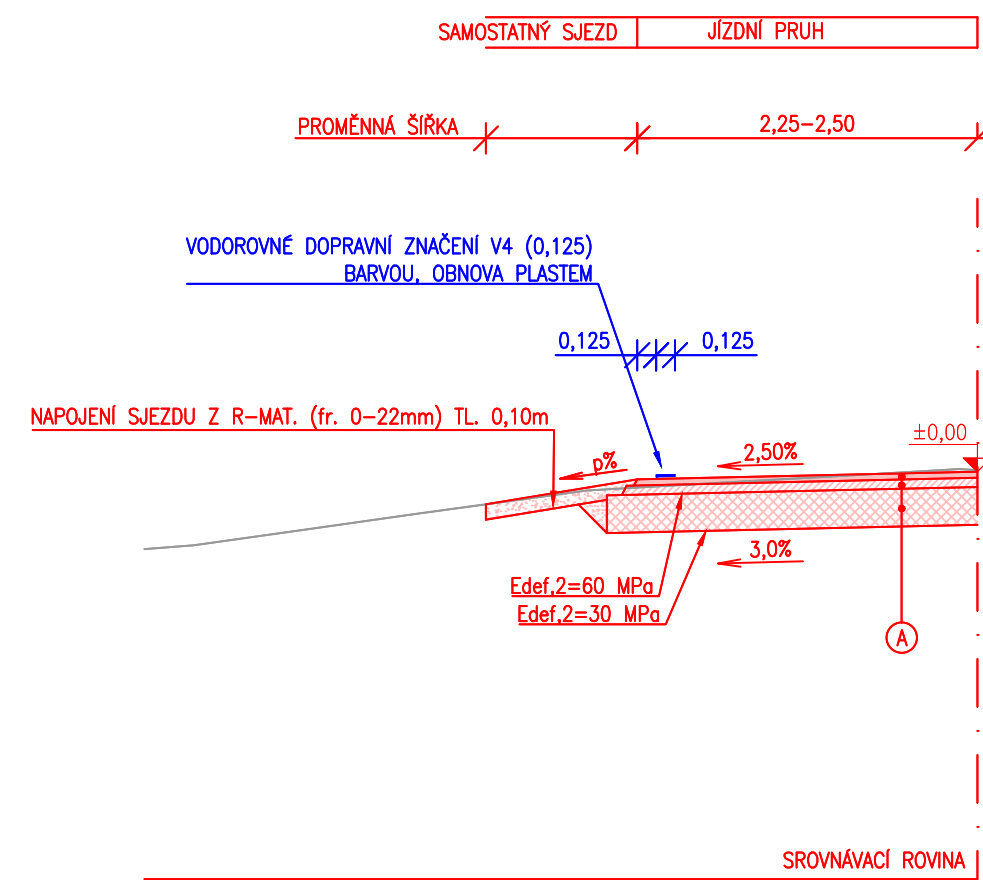 SAMOSTATNÝ SJEZD
JÍZDNÍ PRUH
PROMĚNNÁ ŠÍŘKA
2,25-2,50
VODOROVNÉ DOPRAVNÍ ZNAČENÍ V4 (0,125)
BARVOU, OBNOVA PLASTEM
0,125
0,125
NAPOJENÍ SJEZDU Z R-MAT. (fr. 0-22mm) TL. 0,10m
±0,00
p%
2,50%
3,0%
Edef,2=60 MPa
Edef,2=30 MPa
A
SROVNÁVACÍ ROVINA